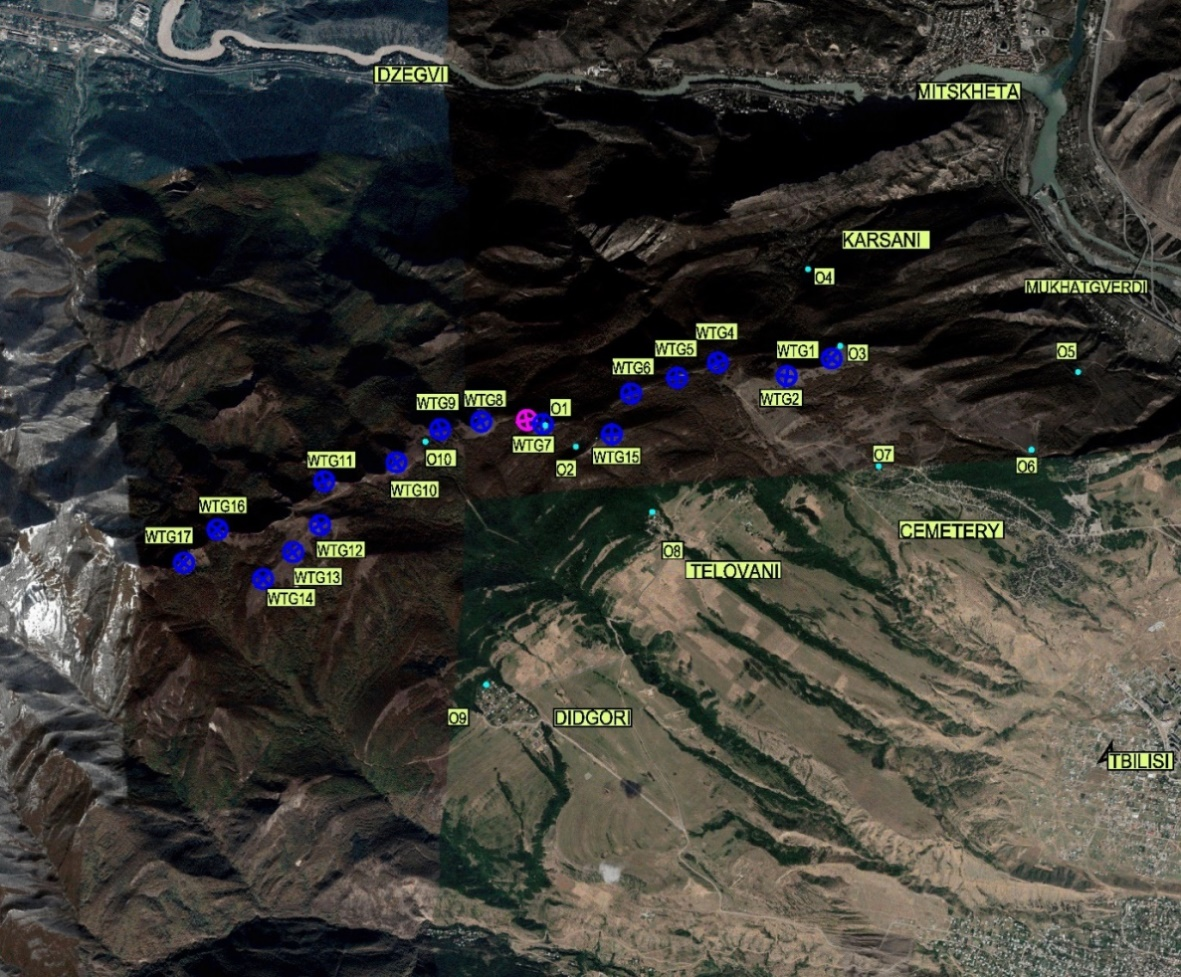 DZEGVI
MITSKHETA
KARSANI
O4
MUKHATGVERDI
WTG4
WTG5
WTG1
O3
O5
WTG6
WTG2
WTG9
WTG8
O1
WTG7
O2
WTG15
O10
O7
O6
WTG11
WTG10
WTG16
WTG17
WTG12
CEMETERY
O8
TELOVANI
WTG13
WTG14
O9
DIDGORI
TBILISI